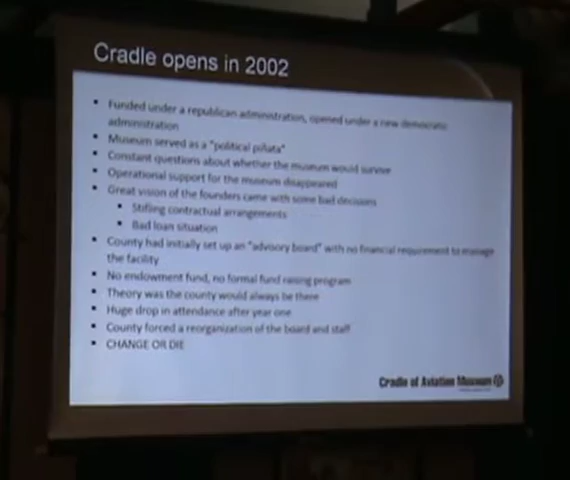 Cradle opens in 2002
▪ Funded under a republican administration, opened under a new democratic
administration
▪ Museum served as a "political piñata"
▪ Constant questions about whether the museum would survive
▪ Operational support for the museum disappeared
▪ Great vision of the founders came with some bad decisions
▪ Stifling contractual arrangements
▪ Bad loan situation
▪ County had initially set up an "advisory board" with no financial requirement to manage
the facility
▪ No endowment fund, no formal fund raising program
▪ Theory was the county would always be there
▪ Huge drop in attendance after year one
▪ County forced a reorganization of the board and staff
▪ CHANGE OR DIE
Cradle of Aviation Museum